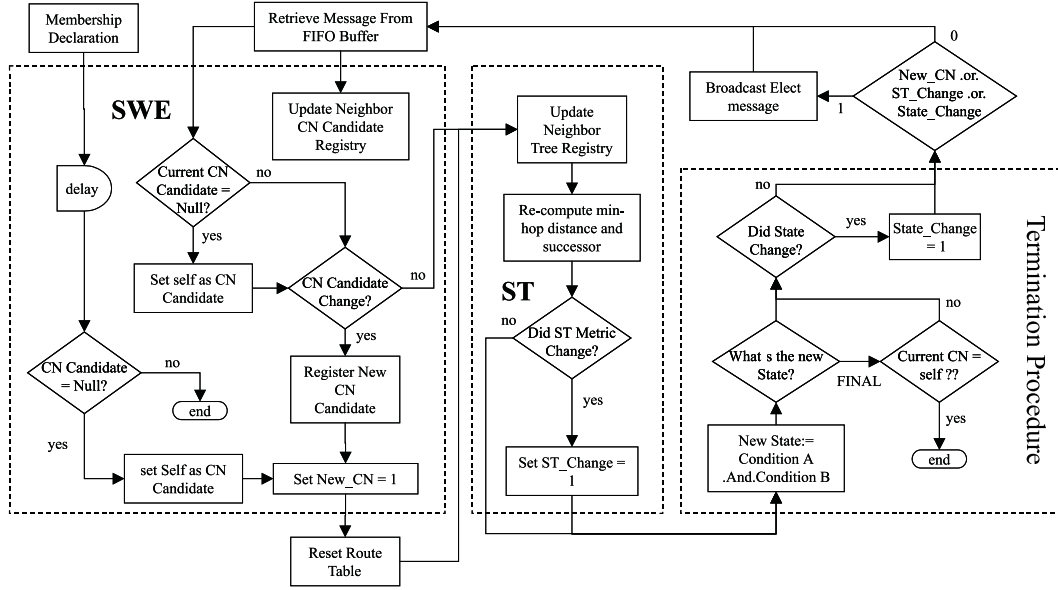 Membership
Declaration
Retrieve Message From
FIFO Buffer
SWE
Update Neighbor
CN Candidate
Registry
delay
Current CN
Candidate =
Null?
no
yes
Set self as CN
Candidate
CN Candidate
Change?
no
yes
CN Candidate
= Null?
no
end
yes
Register New
CN
Candidate
set Self as CN
Candidate
Set New_CN = 1
Reset Route
Table
Update
Neighbor
Tree Registry
Re-compute min-
hop distance and
successor
ST
no
Did ST Metric
Change?
yes
Set ST_Change =
1
Broadcast Elect
message
0
New_CN .or.
ST_Change .or.
State_Change
1
no
Did State
Change?
yes
State_Change
= 1
no
What s the new
State?
FINAL
Current CN =
self ??
yes
end
New State:=
Condition A
.And.Condition B
Termination Procedure